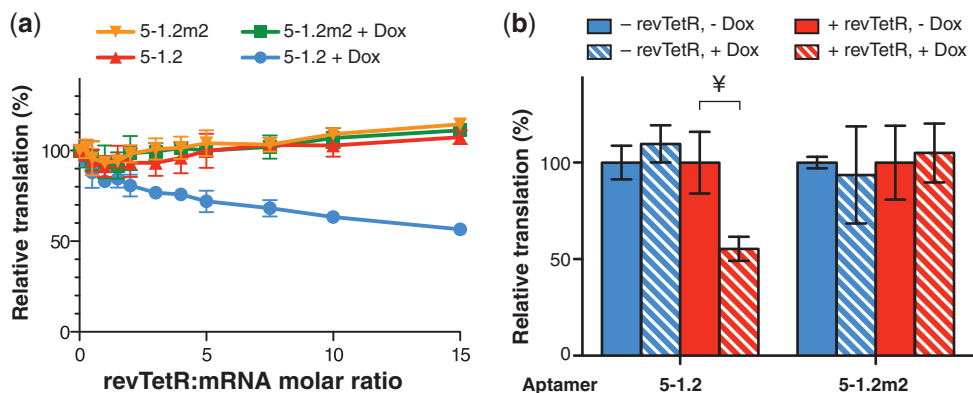 (a)
5-1.2m2
5-1.2m2 + Dox
5-1.2
5-1.2 + Dox
Relative translation (%)
100
50
0
0
5
10
15
revTetR:mRNA molar ratio
(b)
– revTetR, - Dox
+ revTetR, - Dox
– revTetR, + Dox
+ revTetR, + Dox
¥
Relative translation (%)
100
50
0
Aptamer
5-1.2
5-1.2m2